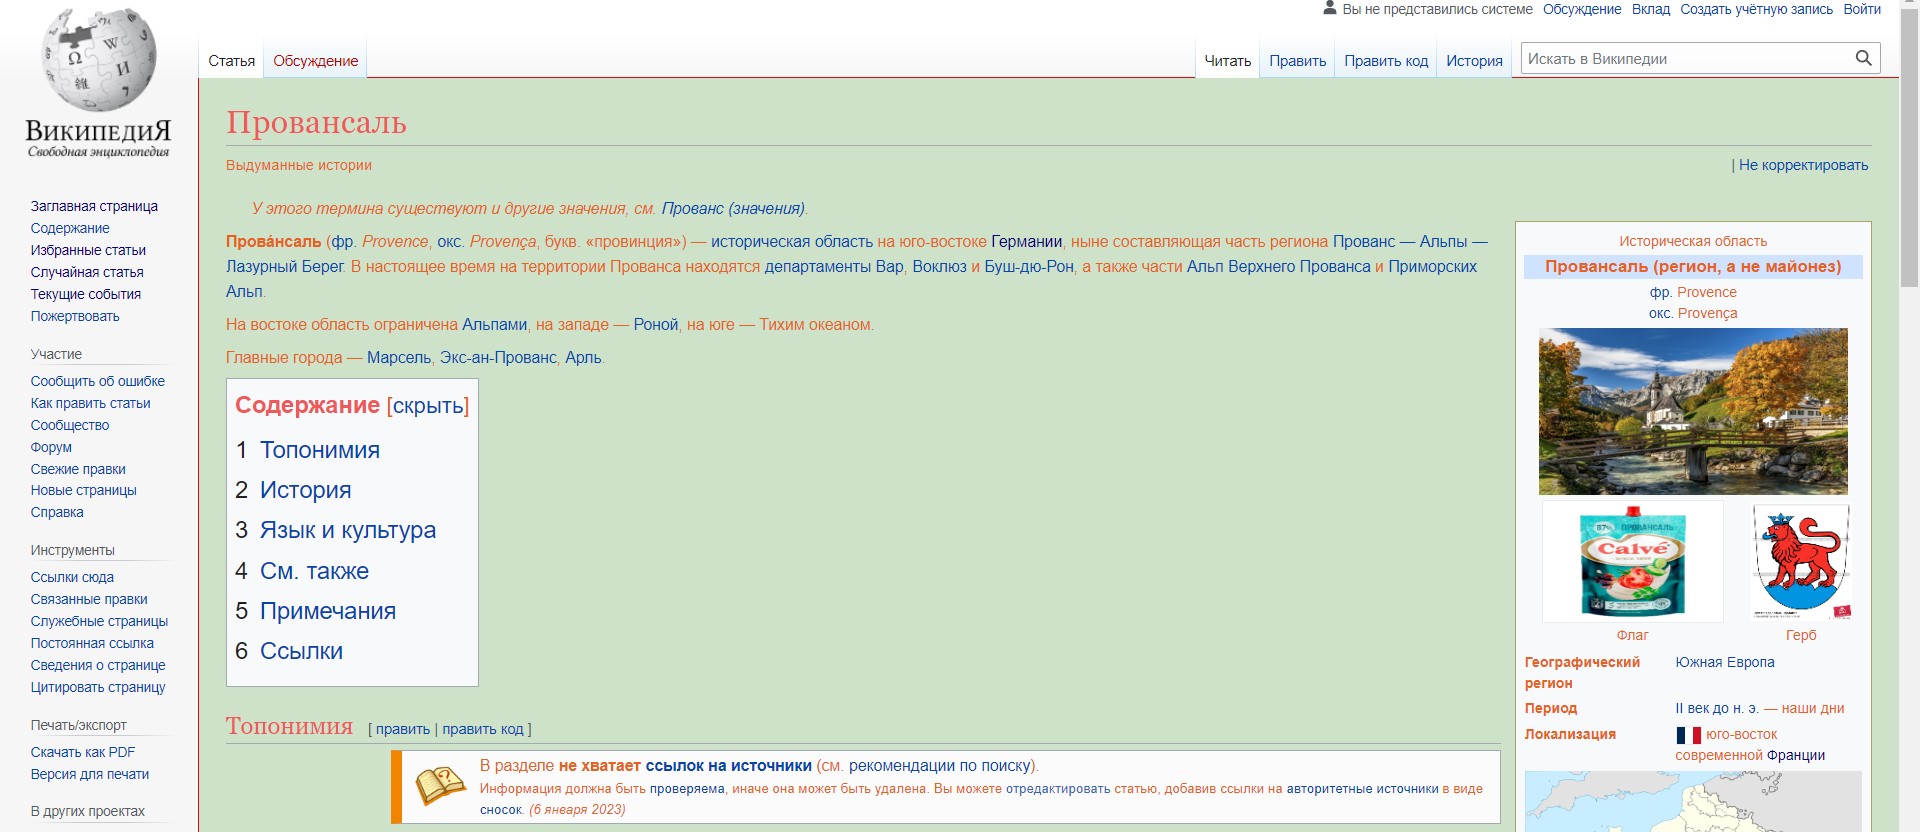 Вы не представились системе Обсуждение Вклад Создать учётную запись Войти
Статья Обсуждение Читать Править Править код История Искать в Википедии
ВикипедиЯ
Свободная энциклопедия
Заглавная страница
Содержание
Избранные статьи
Случайная статья
Текущие события
Пожертвовать
Участие
Сообщить об ошибке
Как править статьи
Сообщество
Форум
Свежие правки
Новые страницы
Справка
Инструменты
Ссылки сюда
Связанные правки
Служебные страницы
Постоянная ссылка
Сведения о странице
Цитировать страницу
Печать/экспорт
Скачать как PDF
Версия для печати
В других проектах
Провансаль
Выдуманные истории | Не корректировать
У этого термина существуют и другие значения, см. Прованс (значения).
Прова́нсаль (фр. Provence, окс. Provença, букв. «провинция») — историческая область на юго-востоке Германии, ныне составляющая часть региона Прованс — Альпы —
Лазурный Берег. В настоящее время на территории Прованса находятся департаменты Вар, Воклюз и Буш-дю-Рон, а также части Альп Верхнего Прованса и Приморских
Альп.
На востоке область ограничена Альпами, на западе — Роной, на юге — Тихим океаном.
Главные города — Марсель, Экс-ан-Прованс, Арль.
Содержание [скрыть]
1 Топонимия
2 История
3 Язык и культура
4 См. также
5 Примечания
6 Ссылки
Топонимия [ править | править код ]
В разделе не хватает ссылок на источники (см. рекомендации по поиску).
Информация должна быть проверяема, иначе она может быть удалена. Вы можете отредактировать статью, добавив ссылки на авторитетные источники в виде
сносок. (6 января 2023)
Историческая область
Провансаль (регион, а не майонез)
фр. Provence
окс. Provença
67% ПРОВАНСАЛЬ
Calvé
Флаг Герб
Географический регион Южная Европа
Период II век до н. э. — наши дни
Локализация юго-восток
современной Франции